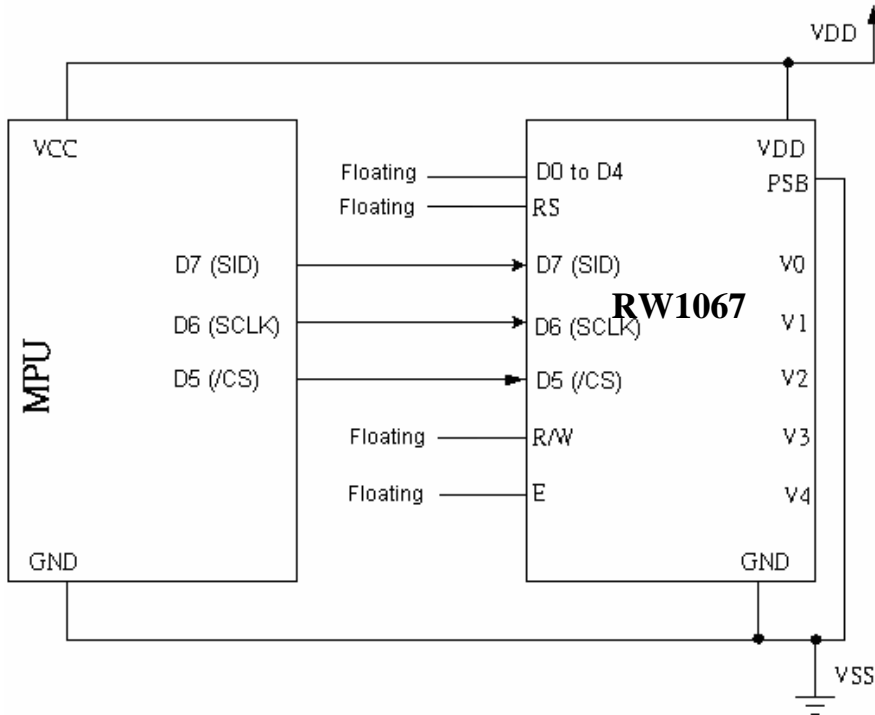 VDD
VCC
VDD
PSB
Floating
D0 to D4
Floating
RS
D7 (SID)
D7 (SID)
V0
RW1067
D6 (SCLK)
D6 (SCLK)
V1
MPU
D5 (/CS)
D5 (/CS)
V2
Floating
R/W
V3
Floating
E
V4
GND
GND
VSS